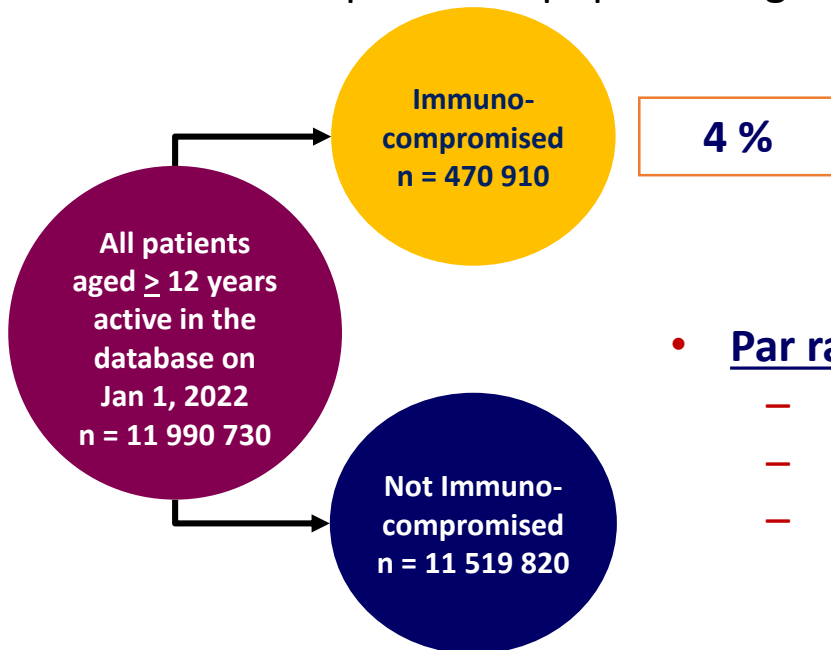 Immuno-
compromised
n = 470 910
4 %
All patients
aged ≥ 12 years
active in the
database on
Jan 1, 2022
n = 11 990 730
• Par ra
–
–
–
Not Immuno-
compromised
n = 11 519 820